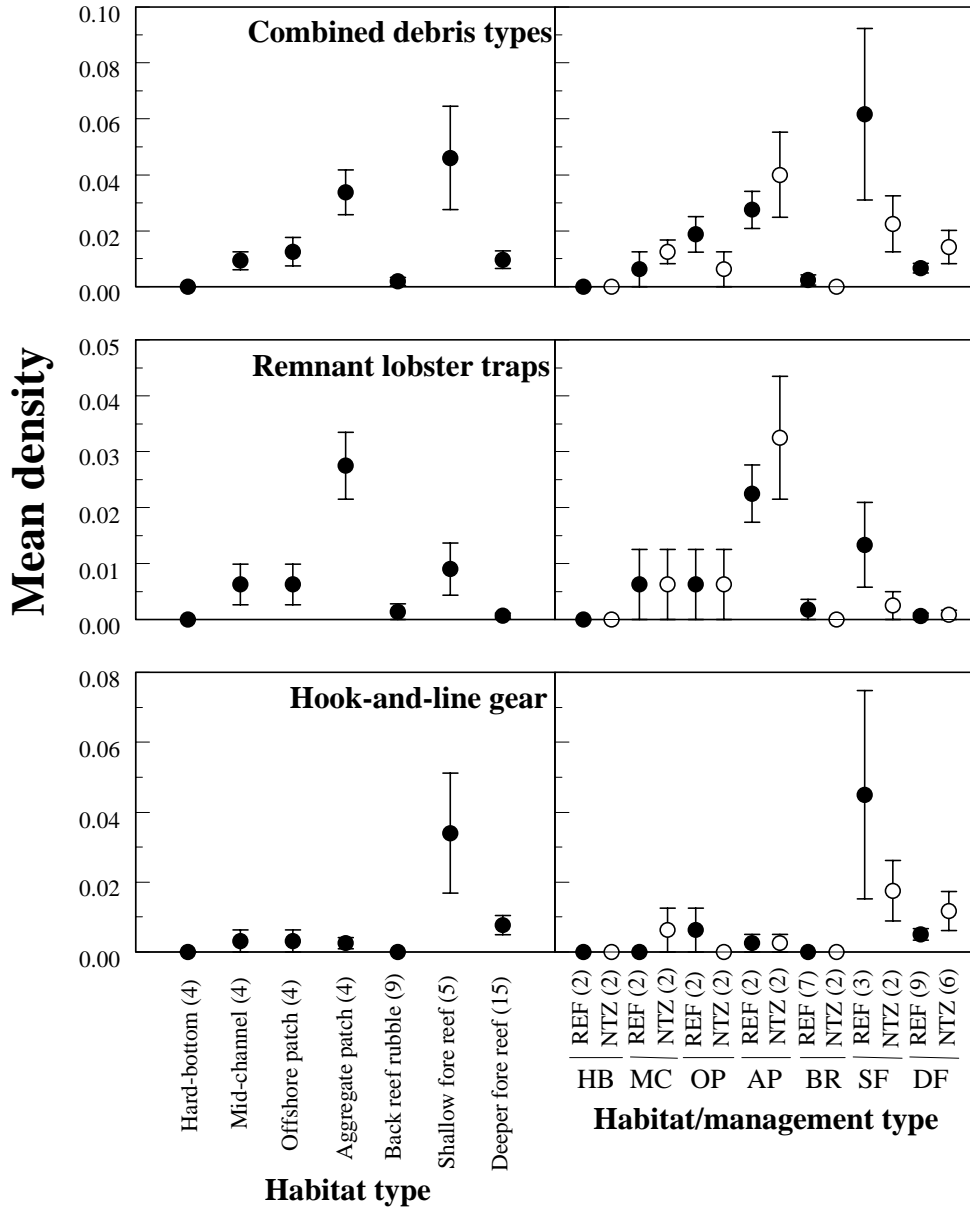 Mean density
Combined debris types
0.10
0.08
0.06
0.04
0.02
0.00
Remnant lobster traps
0.05
0.04
0.03
0.02
0.01
0.00
Hook-and-line gear
0.08
0.06
0.04
0.02
0.00
Hard-bottom (4)
Mid-channel (4)
Offshore patch (4)
Aggregate patch (4)
Back reef rubble (9)
Shallow fore reef (5)
Deeper fore reef (15)
Habitat type
REF (2)
NTZ (2)
REF (2)
NTZ (2)
REF (2)
NTZ (2)
REF (2)
NTZ (2)
REF (7)
NTZ (2)
REF (3)
NTZ (2)
REF (9)
NTZ (6)
HB MC OP AP BR SF DF
Habitat/management type